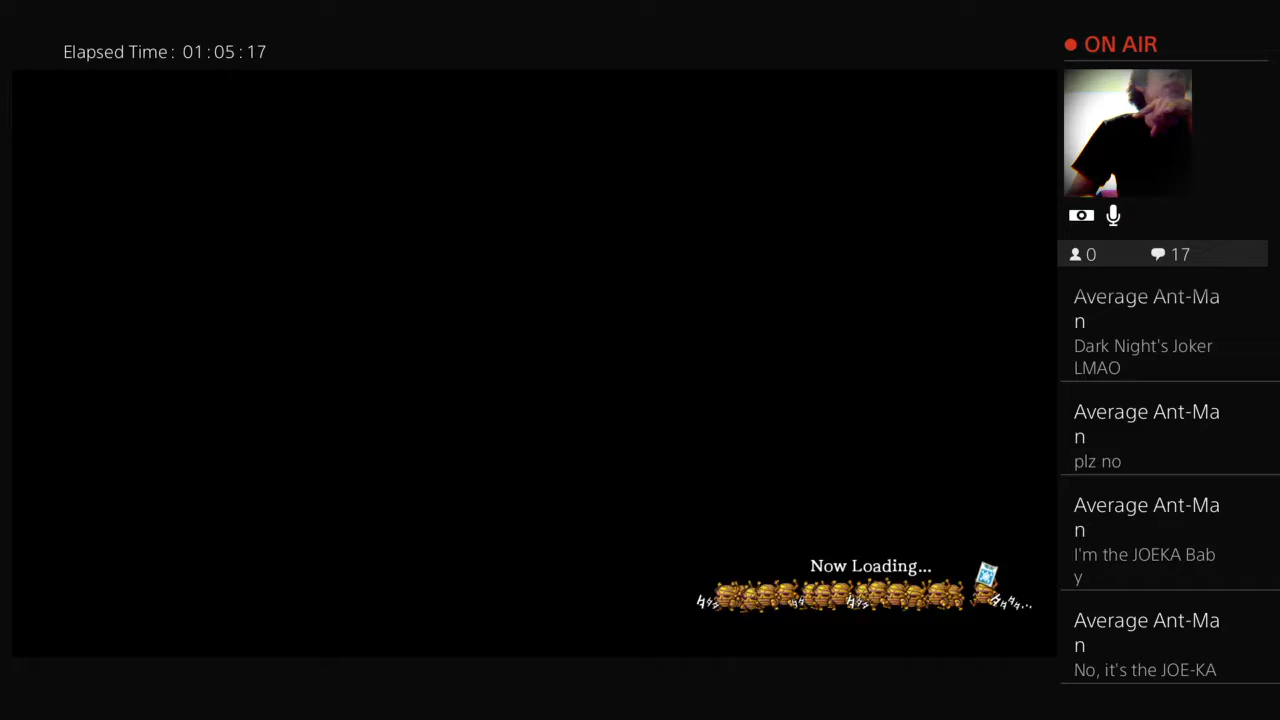 Elapsed Time: 01:05:17
ON AIR
0
17
Average Ant-Ma
n
Dark Night's Joker
LMAO
Average Ant-Ma
n
plz no
Average Ant-Ma
n
I'm the JOEKA Bab
y
Average Ant-Ma
n
No, it's the JOE-KA
Now Loading...